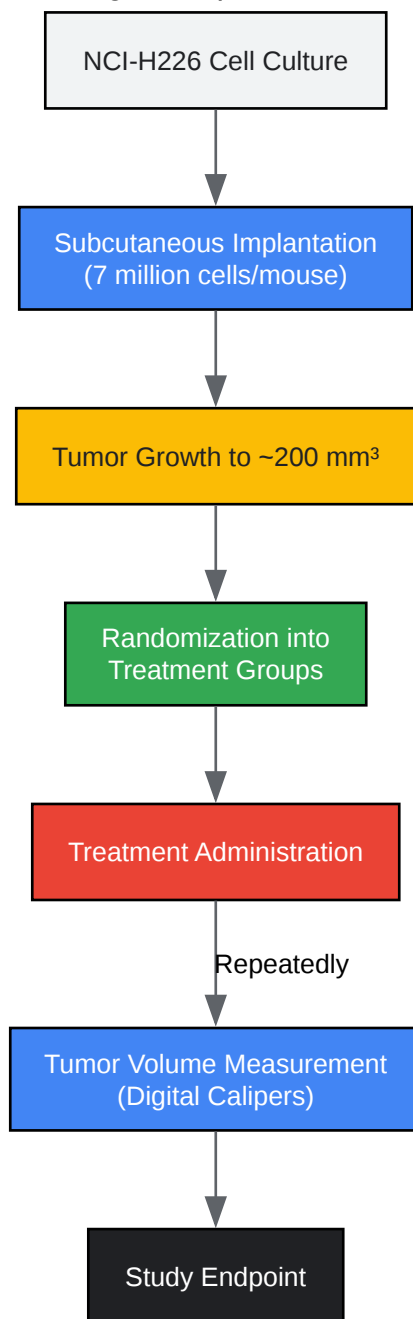 NCI-H226 Cell Culture
Subcutaneous Implantation
(7 million cells/mouse)
Tumor Growth to ~200 mm³
Randomization into
Treatment Groups
Treatment Administration
Repeatedly
Tumor Volume Measurement
(Digital Calipers)
Study Endpoint